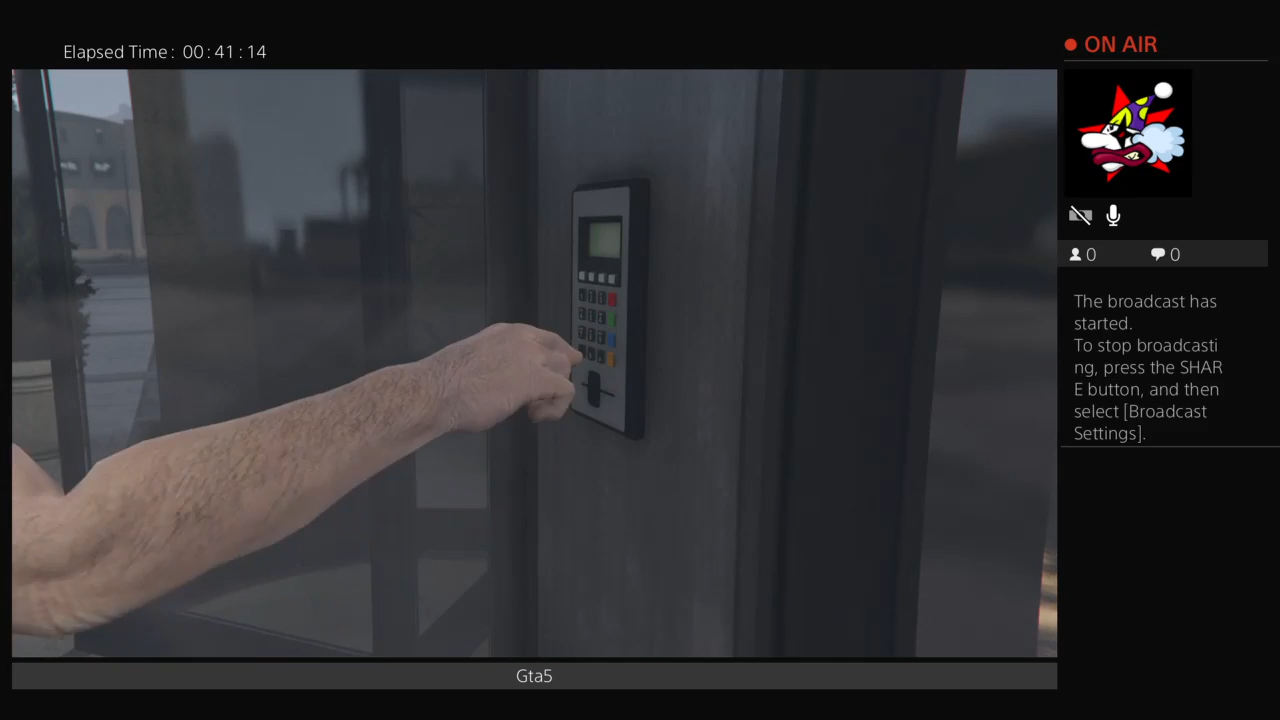 Elapsed Time: 00:41:14
ON AIR
0
0
The broadcast has
started.
To stop broadcasti
ng, press the SHAR
E button, and then
select [Broadcast
Settings].
Gta5